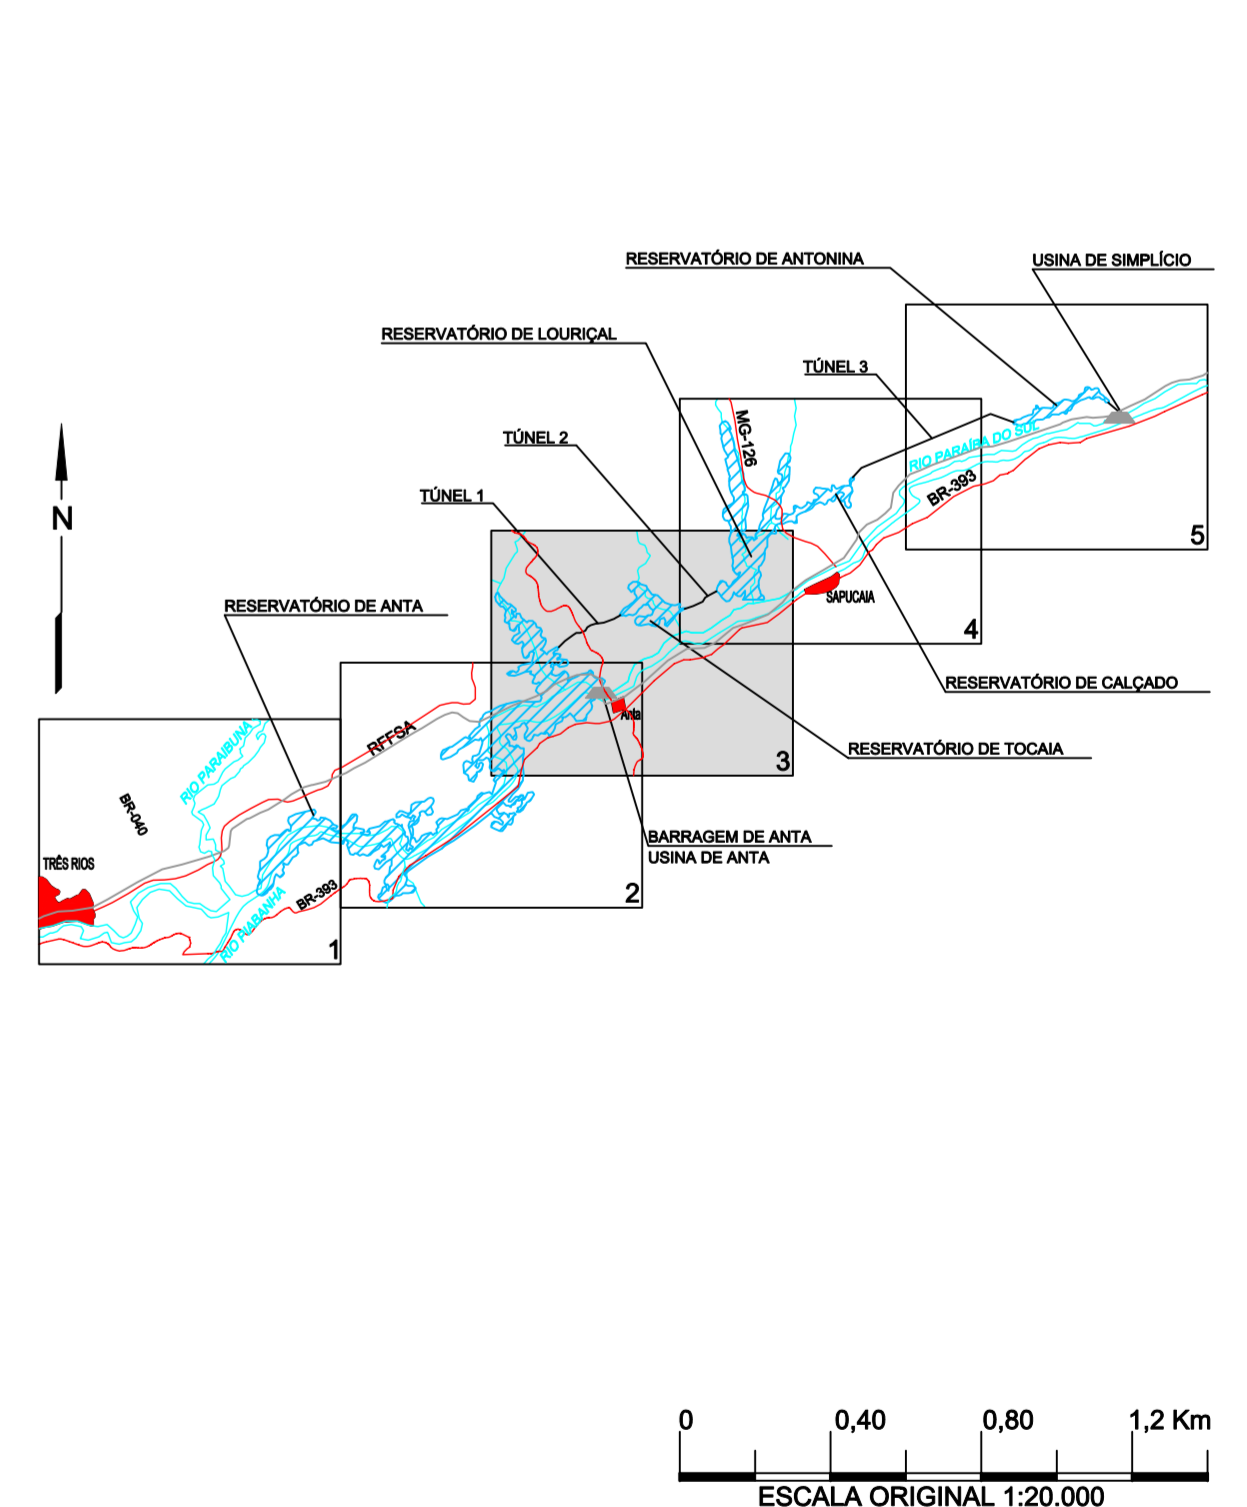 RESERVATÓRIO DE ANTONINA
USINA DE SIMPLÍCIO
RESERVATÓRIO DE LOURIÇAL
TÚNEL 3
MG-126
TÚNEL 2
RIO PARAÍBA DO SUL
BR-393
TÚNEL 1
N
5
RESERVATÓRIO DE ANTA
SAPUCAIA
4
RESERVATÓRIO DE CALÇADO
Anta
RFFSA
RESERVATÓRIO DE TOCAIA
3
RIO PARAIBUNA
BR-040
BARRAGEM DE ANTA
USINA DE ANTA
TRÊS RIOS
2
BR-393
RIO PIABANHA
1
0 0,40 0,80 1,2 Km
ESCALA ORIGINAL 1:20.000